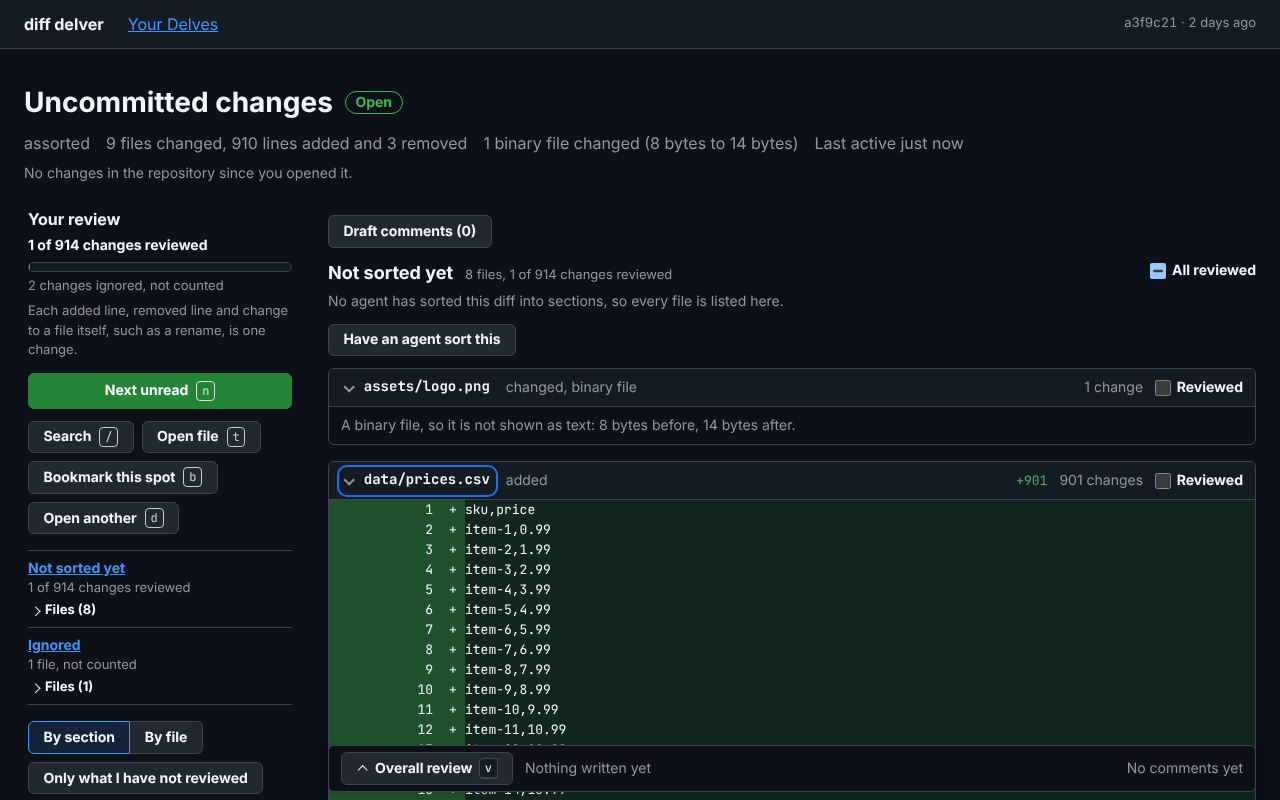 diff delver Your Delves a3f9c21 · 2 days ago
Uncommitted changes Open
assorted 9 files changed, 910 lines added and 3 removed 1 binary file changed (8 bytes to 14 bytes) Last active just now
No changes in the repository since you opened it.
Your review
1 of 914 changes reviewed
2 changes ignored, not counted
Each added line, removed line and change
to a file itself, such as a rename, is one
change.
Next unread n
Search /
Open file t
Bookmark this spot b
Open another d
Not sorted yet
1 of 914 changes reviewed
Files (8)
Ignored
1 file, not counted
Files (1)
By section By file
Only what I have not reviewed
Draft comments (0)
Not sorted yet 8 files, 1 of 914 changes reviewed All reviewed
No agent has sorted this diff into sections, so every file is listed here.
Have an agent sort this
assets/logo.png changed, binary file 1 change Reviewed
A binary file, so it is not shown as text: 8 bytes before, 14 bytes after.
data/prices.csv added +901 901 changes Reviewed
1 + sku,price
2 + item-1,0.99
3 + item-2,1.99
4 + item-3,2.99
5 + item-4,3.99
6 + item-5,4.99
7 + item-6,5.99
8 + item-7,6.99
9 + item-8,7.99
10 + item-9,8.99
11 + item-10,9.99
12 + item-11,10.99
Overall review v Nothing written yet No comments yet